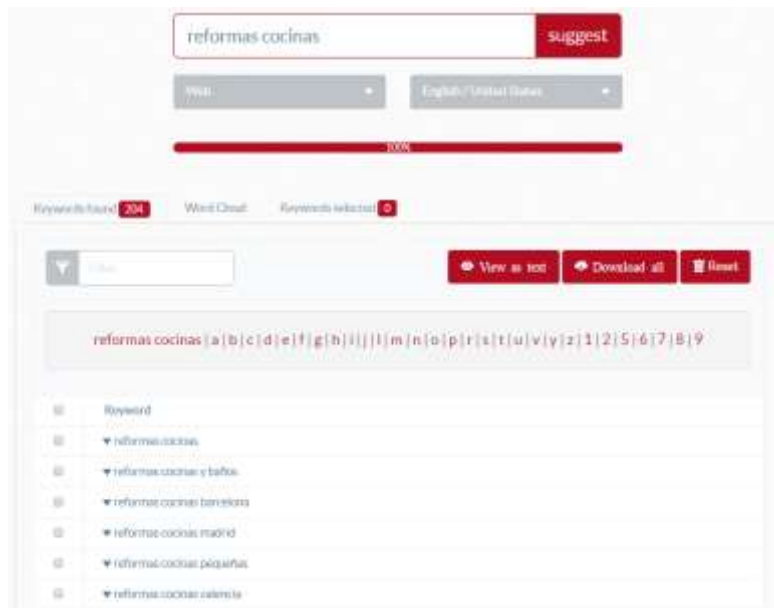 reformas cocinas suggest
Web English / United States
100%
Keywords found 204 Word Cloud Keywords selected 0
Filter
View as text Download all Reset
reformas cocinas | a | b | c | d | e | f | g | h | i | j | l | m | n | o | p | r | s | t | u | v | y | z | 1 | 2 | 5 | 6 | 7 | 8 | 9
Keyword
reformas cocinas
reformas cocinas y baños
reformas cocinas barcelona
reformas cocinas madrid
reformas cocinas pequeñas
reformas cocinas valencia